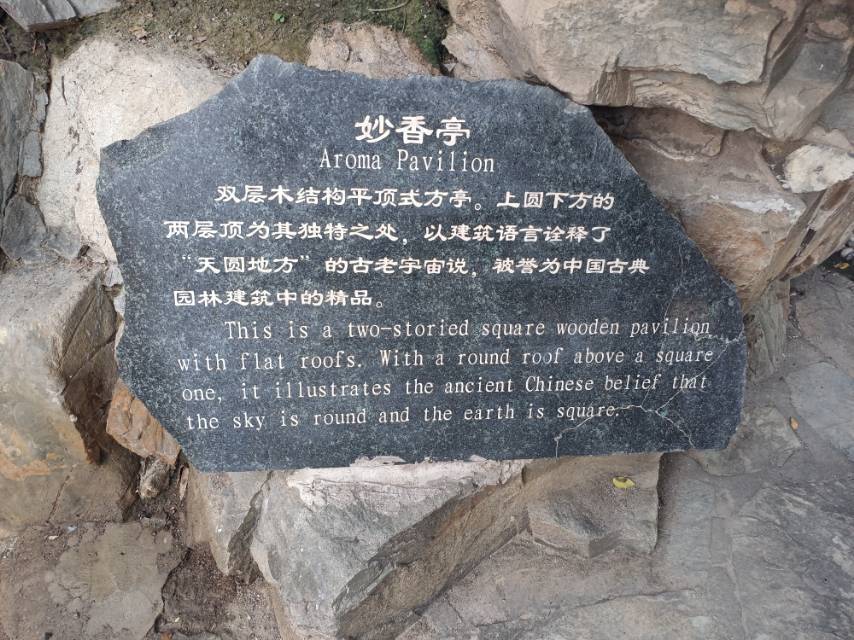 妙香亭
Aroma Pavilion
双层木结构平顶式方亭。上圆下方的
两层顶为其独特之处，以建筑语言诠释了
“天圆地方”的古老宇宙说，被誉为中国古典
园林建筑中的精品。
This is a two-storied square wooden pavilion
with flat roofs. With a round roof above a square
one, it illustrates the ancient Chinese belief that
the sky is round and the earth is square.